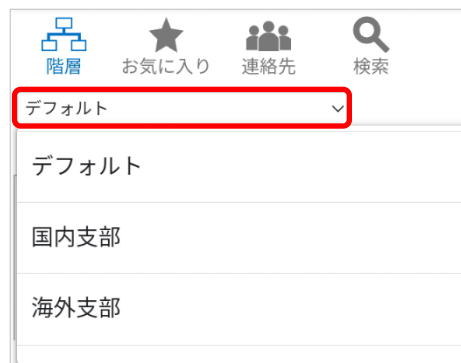 階層 お気に入り 連絡先 検索
デフォルト
デフォルト
国内支部
海外支部